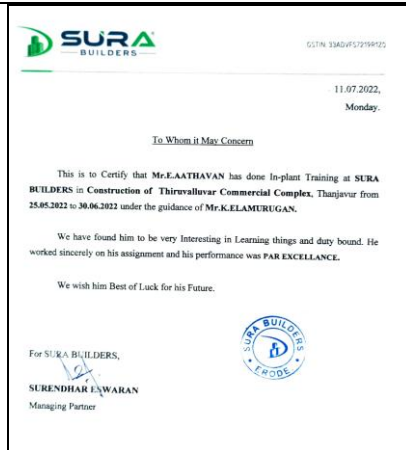 SURA
BUILDERS
GSTIN: 33ADVFS7219R1ZG
11.07.2022,
Monday.
To Whom it May Concern
This is to Certify that Mr.E.AATHAVAN has done In-plant Training at SURA
BUILDERS in Construction of Thiruvalluvar Commercial Complex, Thanjavur from
25.05.2022 to 30.06.2022 under the guidance of Mr.K.ELAMURUGAN.
We have found him to be very Interesting in Learning things and duty bound. He
worked sincerely on his assignment and his performance was PAR EXCELLANCE.
We wish him Best of Luck for his Future.
SURA BUILDERS
ERODE
For SURA BUILDERS,
SURENDHAR ESWARAN
Managing Partner